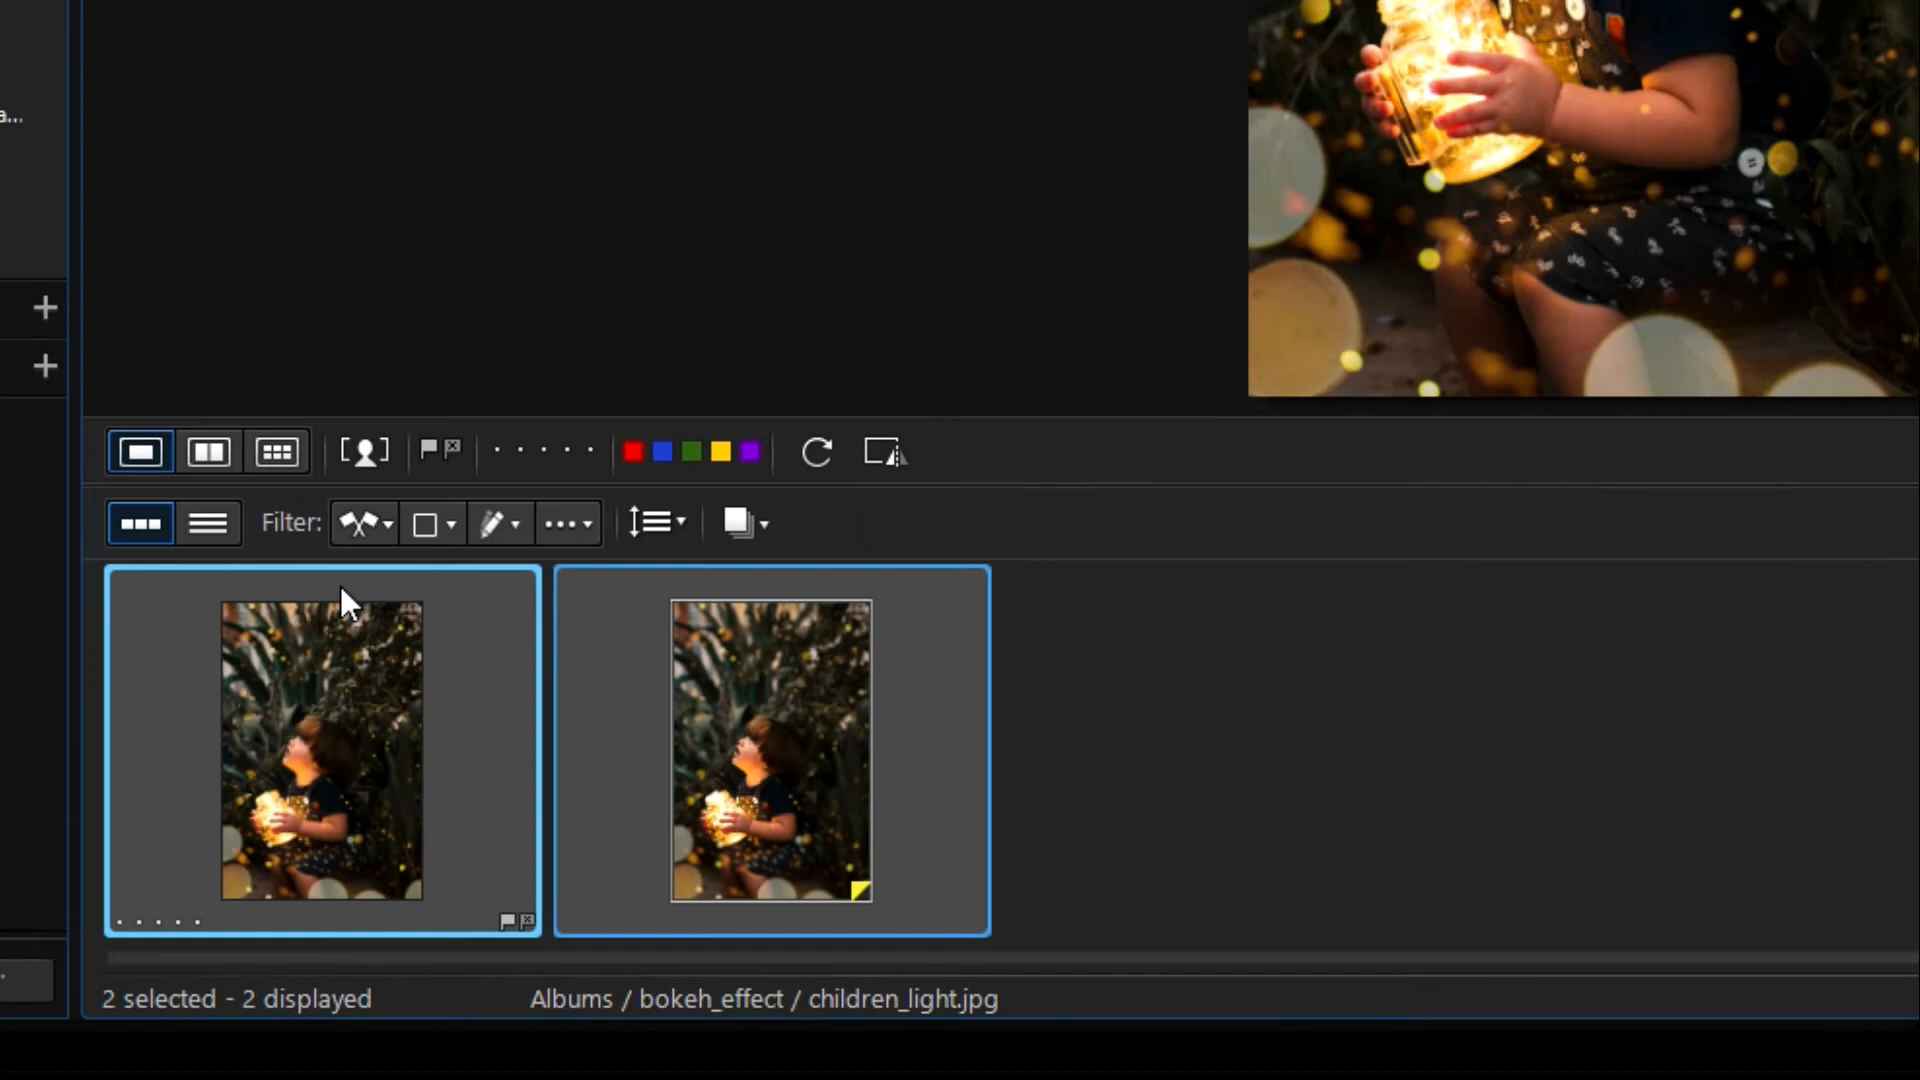 a...
Filter:
2 selected - 2 displayed
Albums / bokeh_effect / children_light.jpg